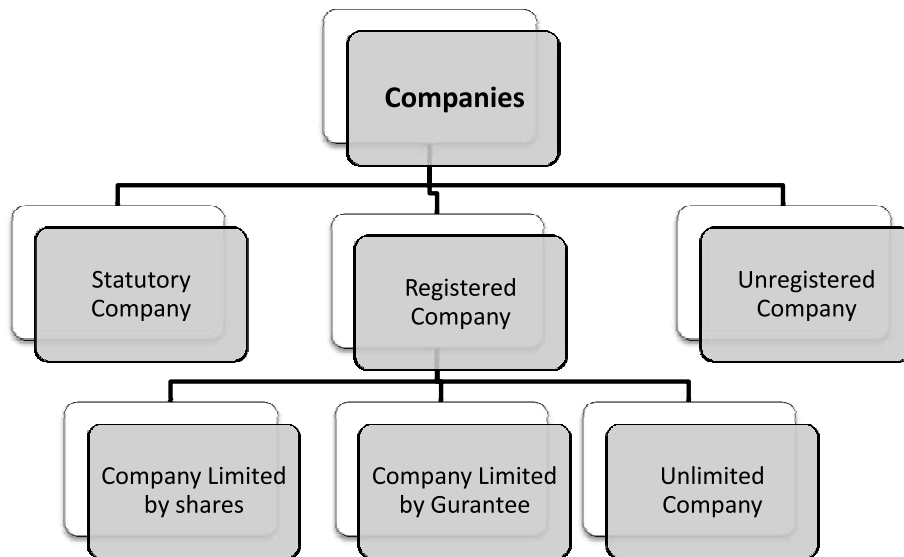 Companies
Statutory
Company
Registered
Company
Unregistered
Company
Company Limited
by shares
Company Limited
by Gurantee
Unlimited
Company